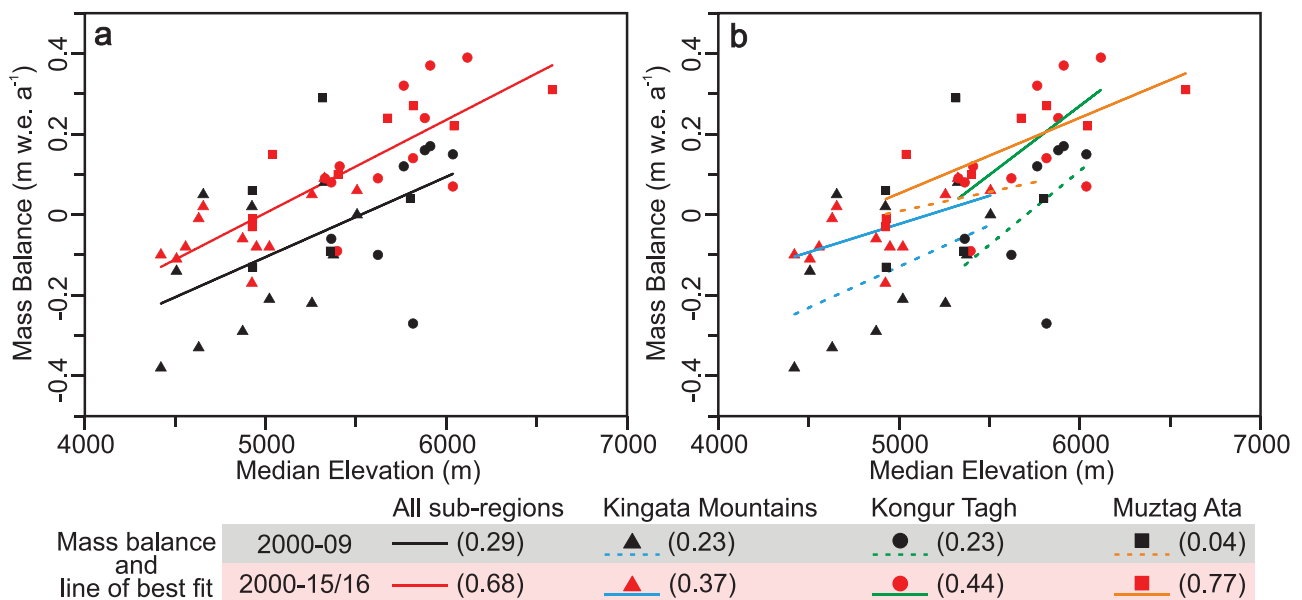 a
b
Mass Balance (m w.e. a⁻¹)
0.4
0.2
0
-0.2
-0.4
4000 5000 6000 7000
Median Elevation (m)
Mass Balance (m w.e. a⁻¹)
0.4
0.2
0
-0.2
-0.4
4000 5000 6000 7000
Median Elevation (m)
All sub-regions Kingata Mountains Kongur Tagh Muztag Ata
Mass balance
and
line of best fit
2000-09 (0.29) (0.23) (0.23) (0.04)
2000-15/16 (0.68) (0.37) (0.44) (0.77)